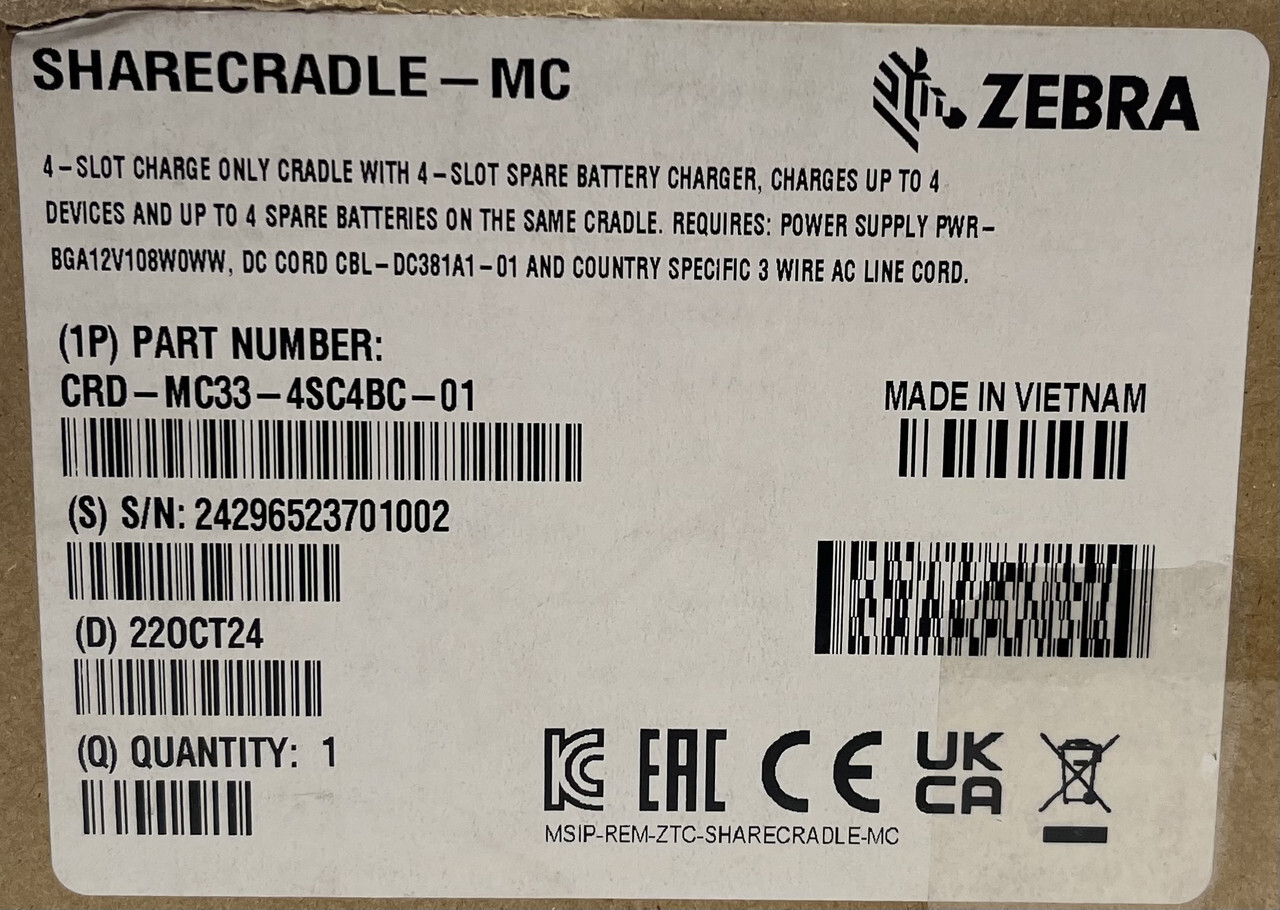 SHARECRADLE-MC
ZEBRA
4-SLOT CHARGE ONLY CRADLE WITH 4-SLOT SPARE BATTERY CHARGER, CHARGES UP TO 4
DEVICES AND UP TO 4 SPARE BATTERIES ON THE SAME CRADLE. REQUIRES: POWER SUPPLY PWR-
BGA12V108W0WW, DC CORD CBL-DC381A1-01 AND COUNTRY SPECIFIC 3 WIRE AC LINE CORD.
(1P) PART NUMBER:
CRD-MC33-4SC4BC-01
MADE IN VIETNAM
(S) S/N: 24296523701002
(D) 22OCT24
(Q) QUANTITY: 1
KC EAC CE UK
CA
MSIP-REM-ZTC-SHARECRADLE-MC